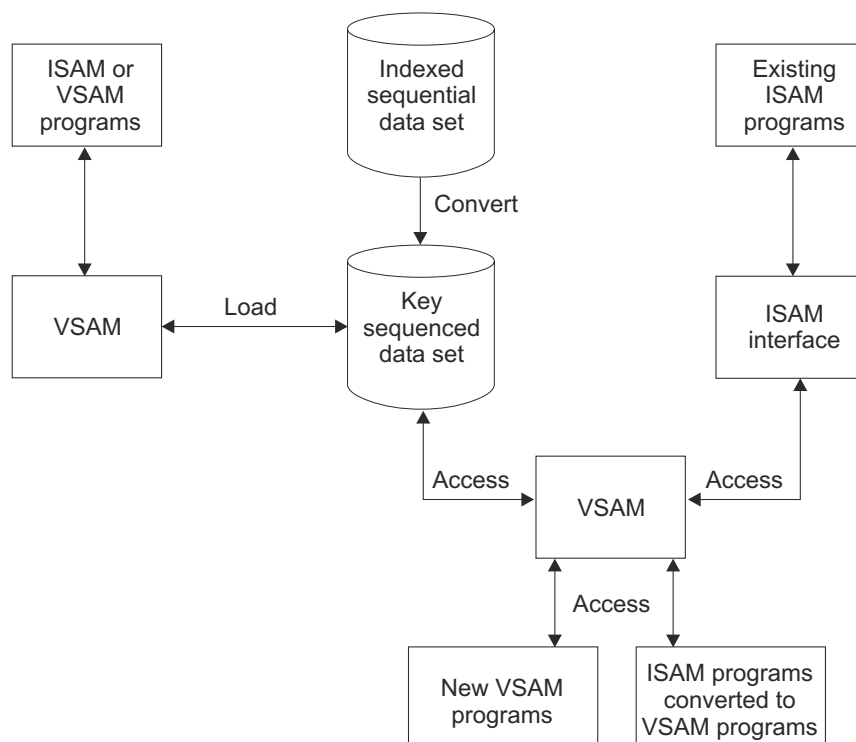 ISAM or
VSAM
programs
Indexed
sequential
data set
Existing
ISAM
programs
Convert
VSAM
Load
Key
sequenced
data set
ISAM
interface
Access
VSAM
Access
Access
New VSAM
programs
ISAM programs
converted to
VSAM programs